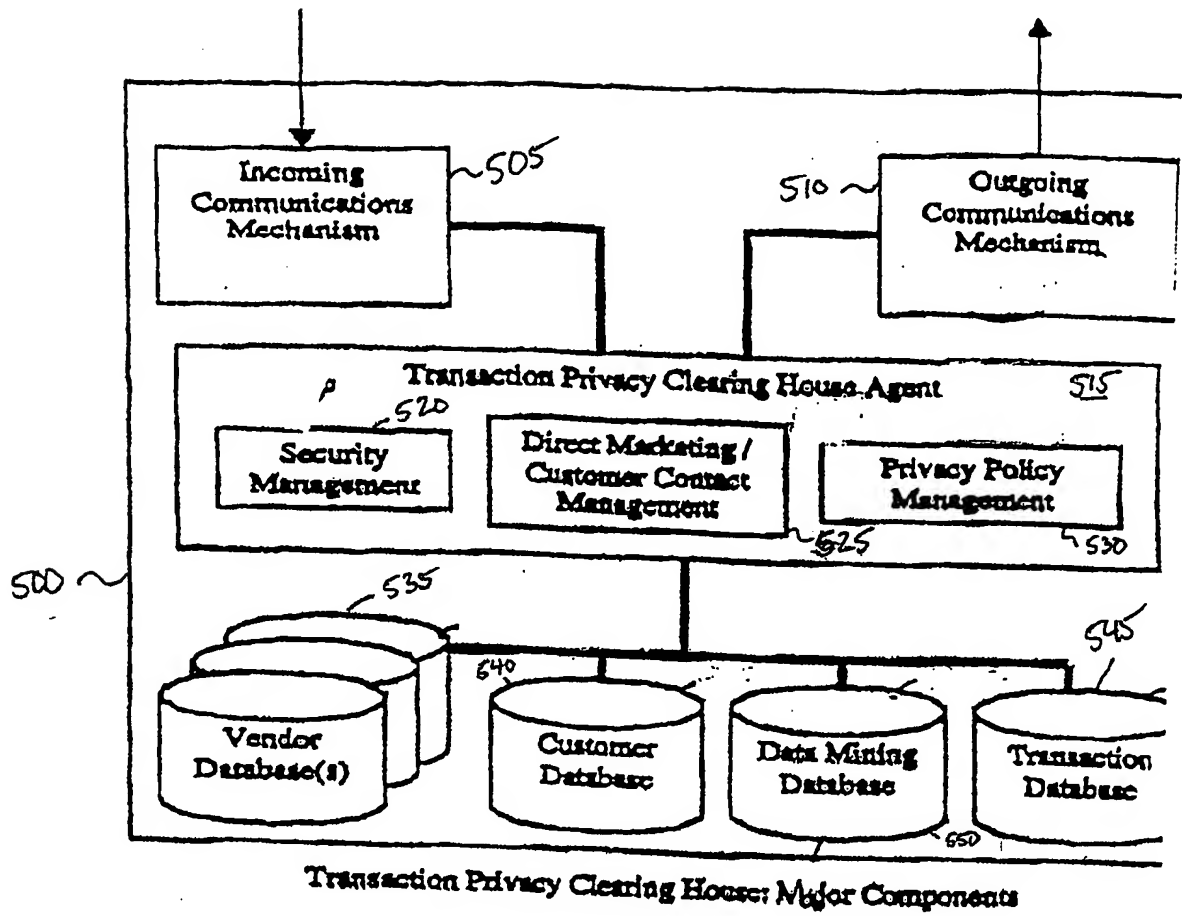 Incoming
Communications
Mechanism
505
510
Outgoing
Communications
Mechanism
Transaction Privacy Clearing House Agent
515
520
Security
Management
Direct Marketing /
Customer Contact
Management
525
Privacy Policy
Management
530
500
535
Vendor
Database(s)
540
Customer
Database
Data Mining
Database
550
545
Transaction
Database
Transaction Privacy Clearing House: Major Components